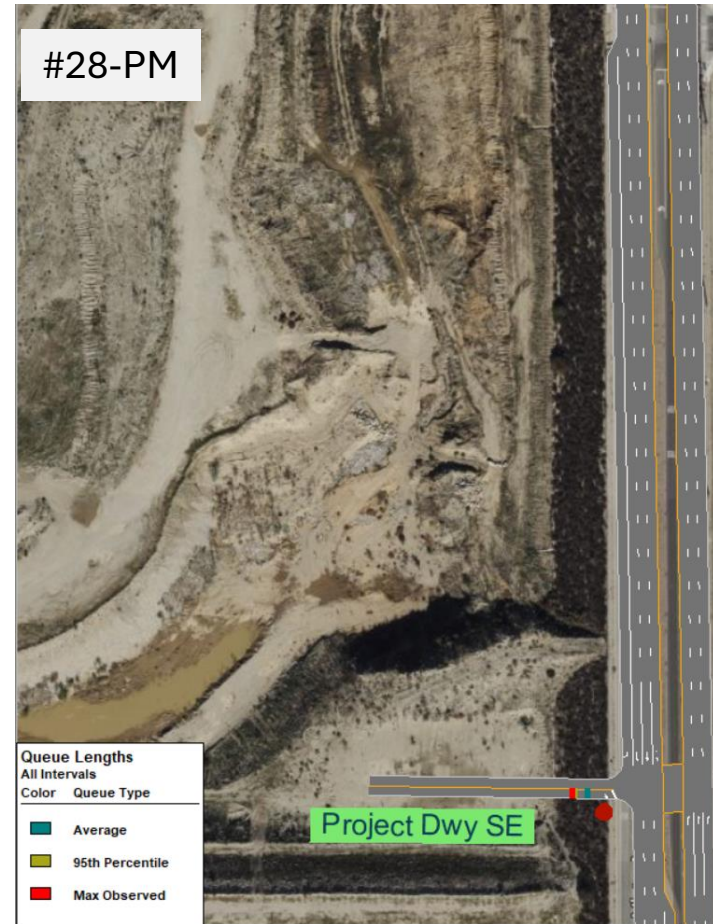 #28-PM
Queue Lengths
All Intervals
Color Queue Type
Average
95th Percentile
Max Observed
Project Dwy SE